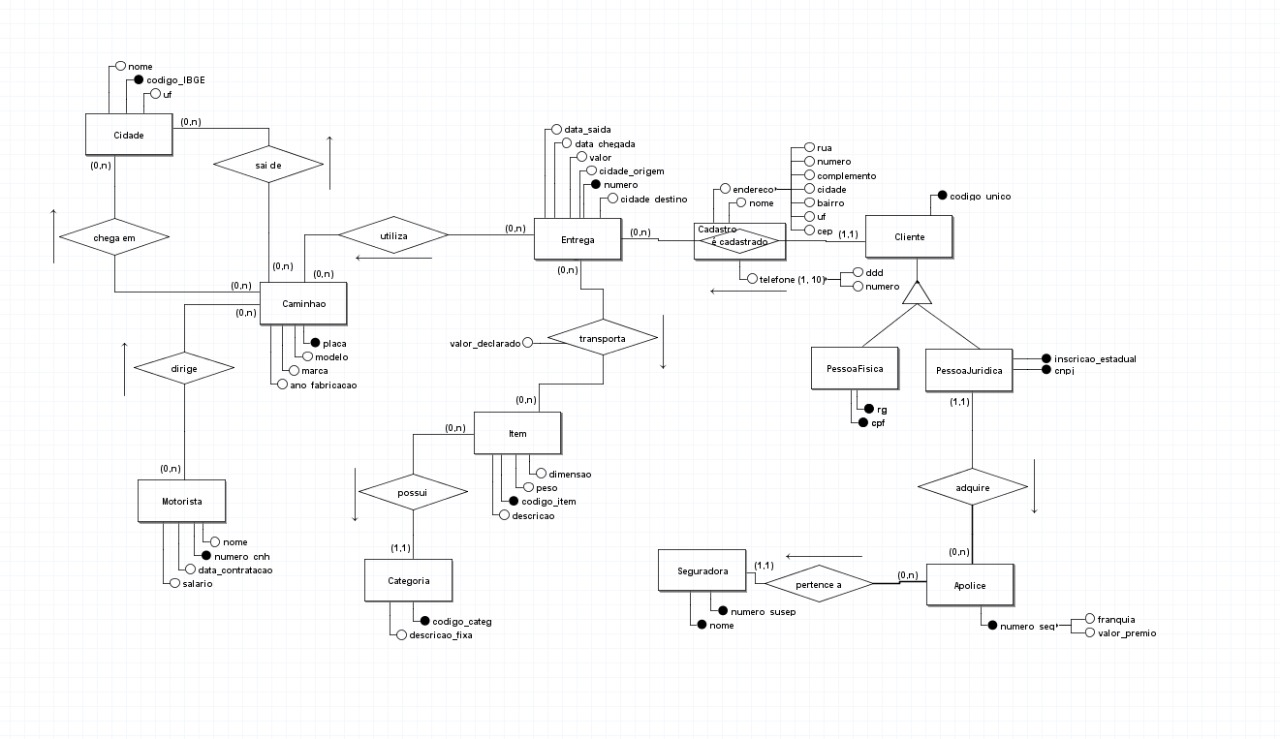 nome
codigo_IBGE
uf
Cidade
(0,n)
(0,n)
sai de
chega em
(0,n)
(0,n)
(0,n)
(0,n)
Caminhao
placa
modelo
marca
ano fabricacao
dirige
(0,n)
Motorista
nome
numero cnh
data_contratacao
salario
utiliza
(0,n)
data_saida
data chegada
valor
cidade_origem
numero
cidade destino
Entrega
(0,n)
(0,n)
transporta
valor_declarado
(0,n)
Item
(0,n)
dimensao
peso
codigo_item
descricao
possui
(1,1)
Categoria
codigo_categ
descricao_fixa
rua
numero
complemento
cidade
bairro
uf
cep
endereco
nome
Cadastro
é cadastrado
telefone (1, 10)
ddd
numero
(1,1)
Cliente
codigo unico
PessoaFisica
rg
cpf
PessoaJuridica
inscricao_estadual
cnpj
(1,1)
adquire
(0,n)
Apolice
(0,n)
numero seq
franquia
valor_premio
pertence a
(1,1)
Seguradora
numero susep
nome